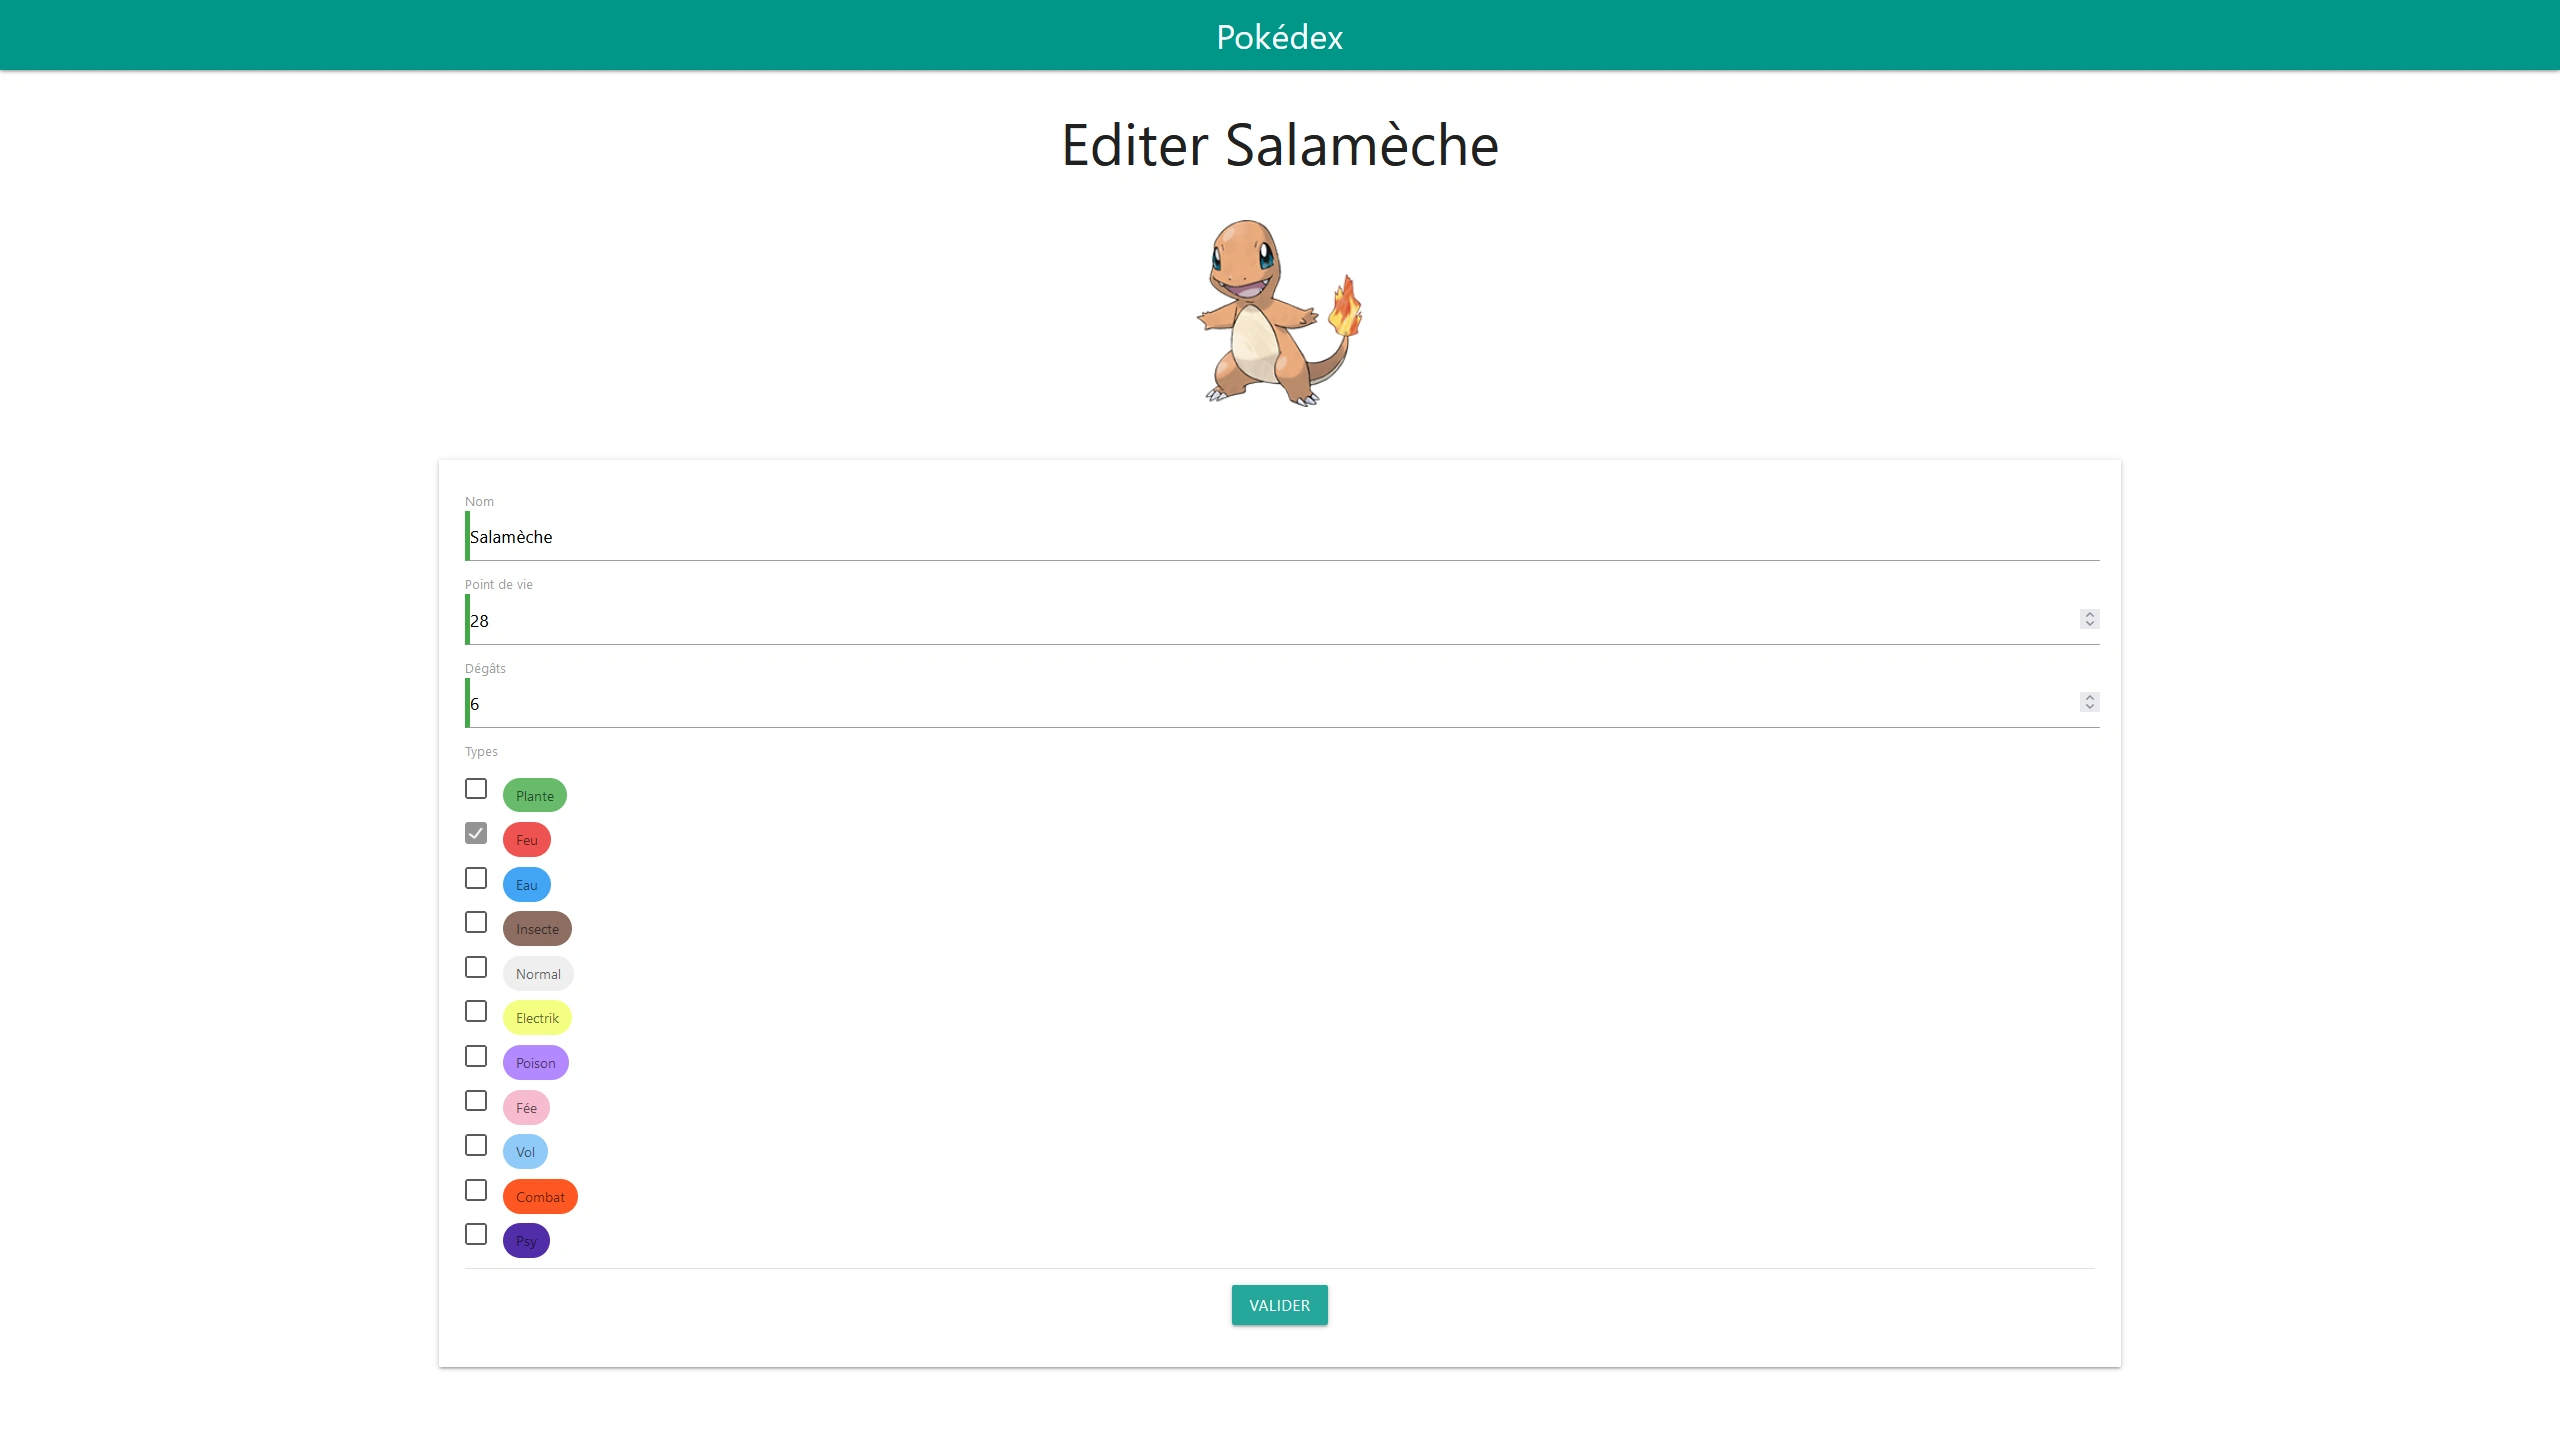 Pokédex
Editer Salamèche
Nom
Salamèche
Point de vie
28
Dégâts
6
Types
Plante
Feu
Eau
Insecte
Normal
Electrik
Poison
Fée
Vol
Combat
Psy
VALIDER